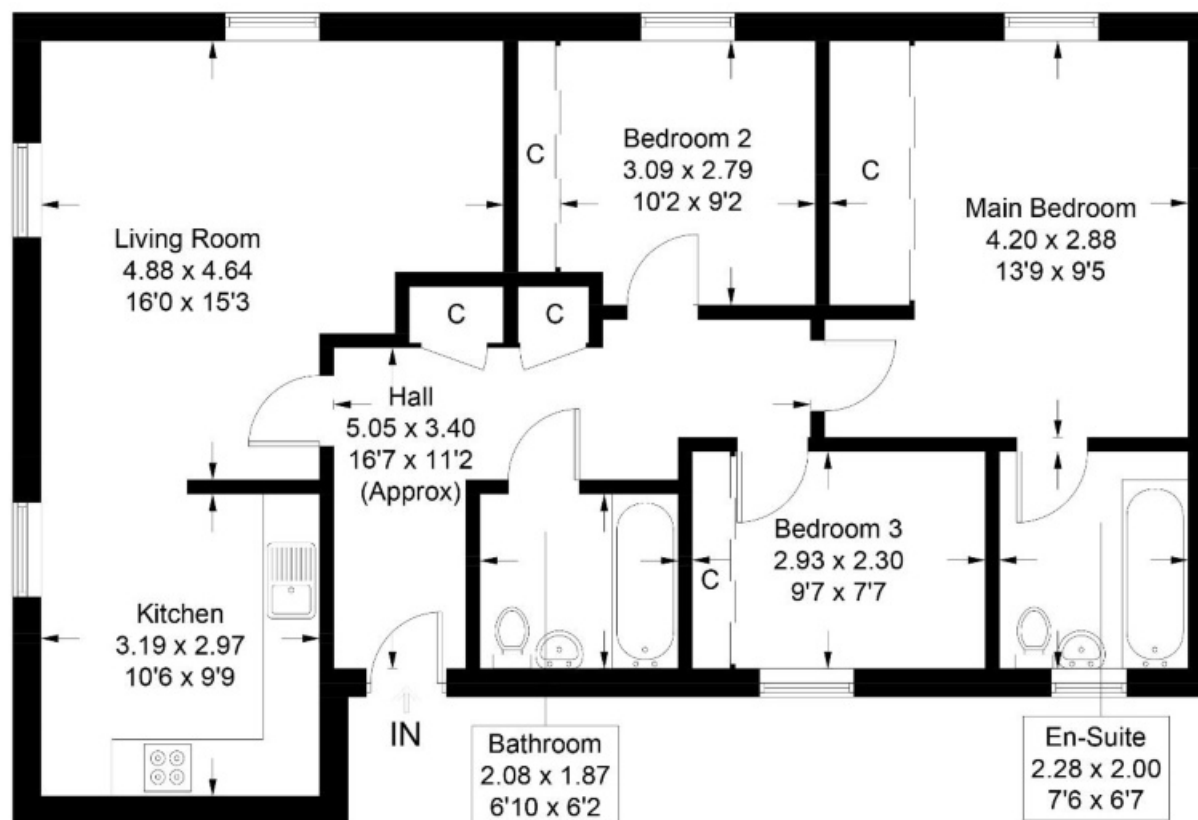 Bedroom 2
3.09 x 2.79
10'2 x 9'2
C
C
Main Bedroom
4.20 x 2.88
13'9 x 9'5
Living Room
4.88 x 4.64
16'0 x 15'3
C
C
Hall
5.05 x 3.40
16'7 x 11'2
(Approx)
Bedroom 3
2.93 x 2.30
9'7 x 7'7
C
Kitchen
3.19 x 2.97
10'6 x 9'9
IN
Bathroom
2.08 x 1.87
6'10 x 6'2
En-Suite
2.28 x 2.00
7'6 x 6'7